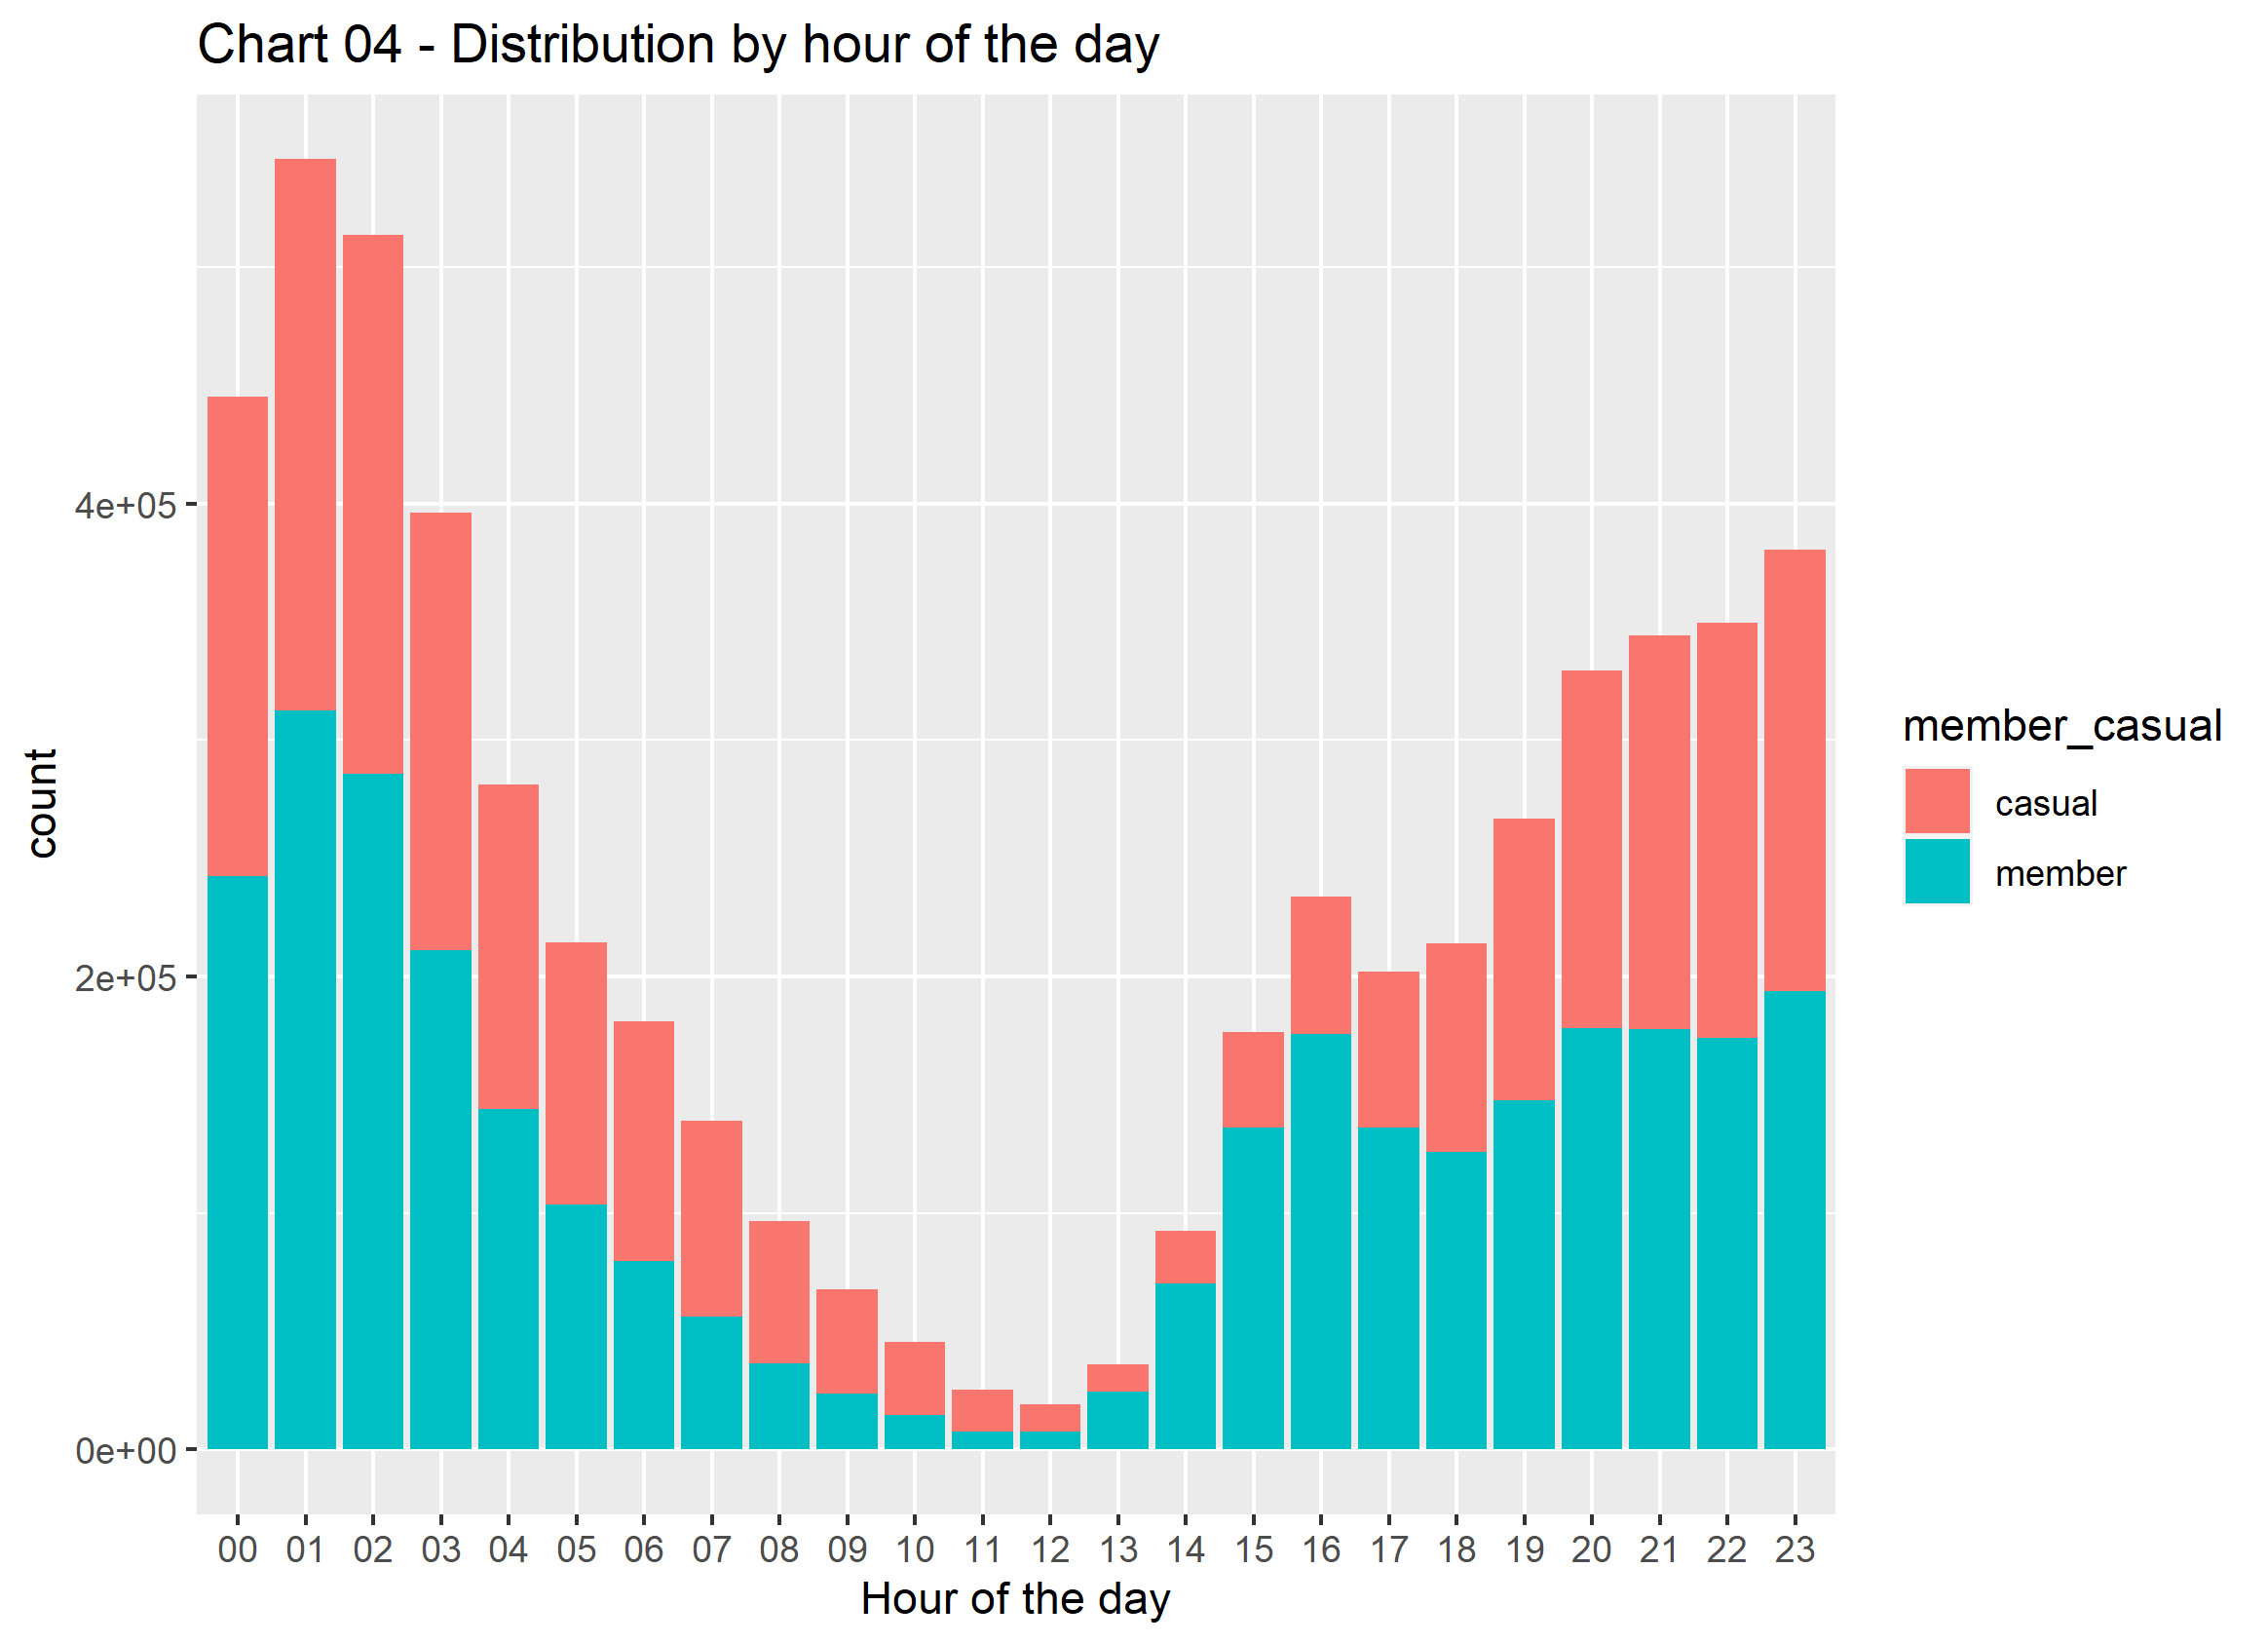 Chart 04 - Distribution by hour of the day
count
4e+05
2e+05
0e+00
00 01 02 03 04 05 06 07 08 09 10 11 12 13 14 15 16 17 18 19 20 21 22 23
Hour of the day
member_casual
casual
member